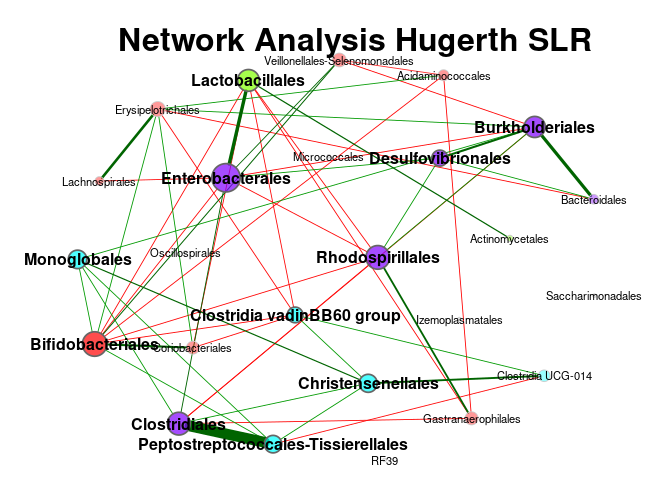 Network Analysis Hugerth SLR
Veillonellales-Selenomonadales
Acidaminococcales
Lactobacillales
Erysipelotrichales
Burkholderiales
Micrococcales
Desulfovibrionales
Lachnospirales
Enterobacterales
Bacteroidales
Actinomycetales
Oscillospirales
Monoglobales
Rhodospirillales
Saccharimonadales
Clostridia vadinBB60 group
Izemoplasmatales
Bifidobacteriales
Coriobacteriales
Clostridia UCG-014
Christensenellales
Gastranaerophilales
Clostridiales
Peptostreptococcales-Tissierellales
RF39